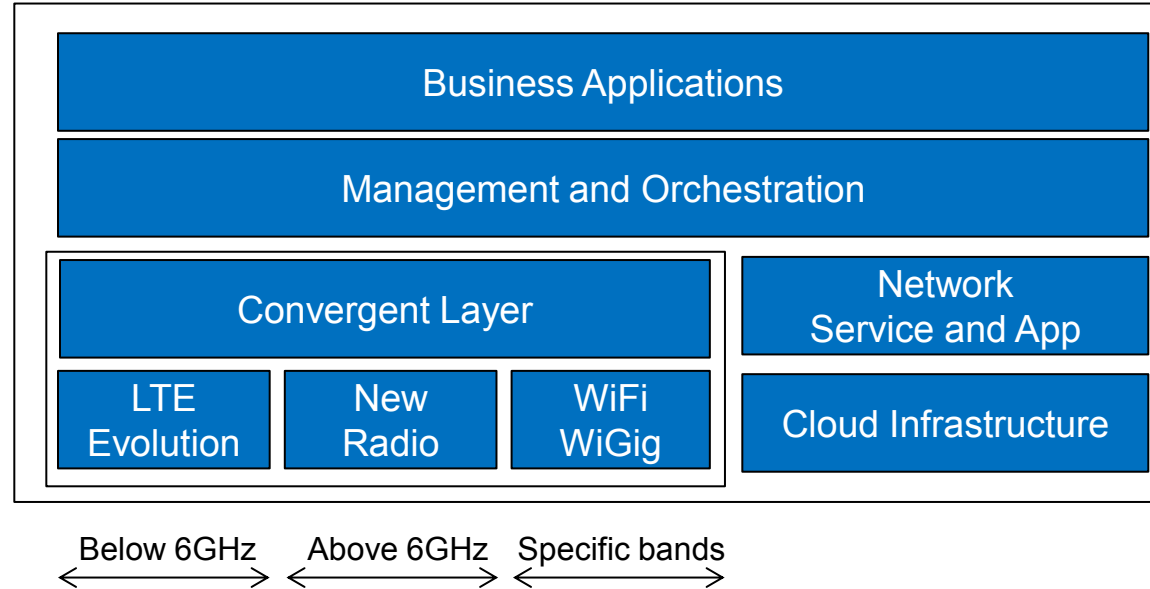 Business Applications
Management and Orchestration
Convergent Layer
Network
Service and App
LTE
Evolution
New
Radio
WiFi
WiGig
Cloud Infrastructure
Below 6GHz
Above 6GHz
Specific bands